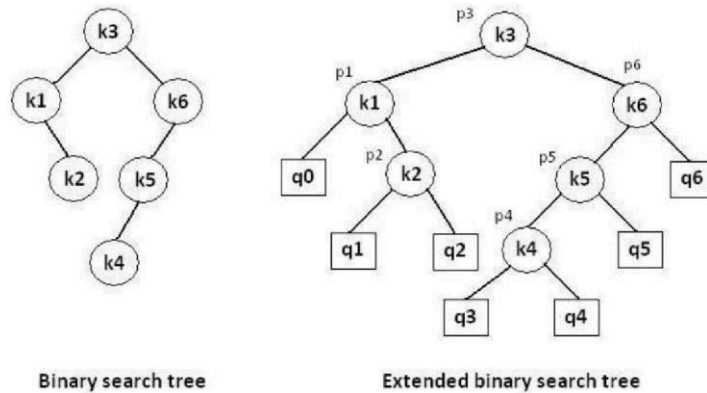 k3
k1
k6
k2
k5
k4
Binary search tree
p3
k3
p1
p6
k1
k6
p2
p5
q0
k2
k5
q6
p4
q1
q2
k4
q5
q3
q4
Extended binary search tree